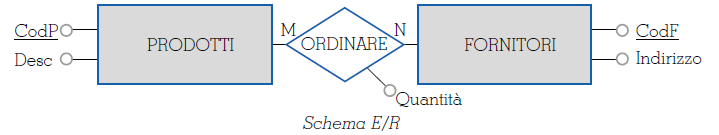 CodP
Desc
PRODOTTI
M
ORDINARE
N
FORNITORI
CodF
Indirizzo
Quantità
Schema E/R